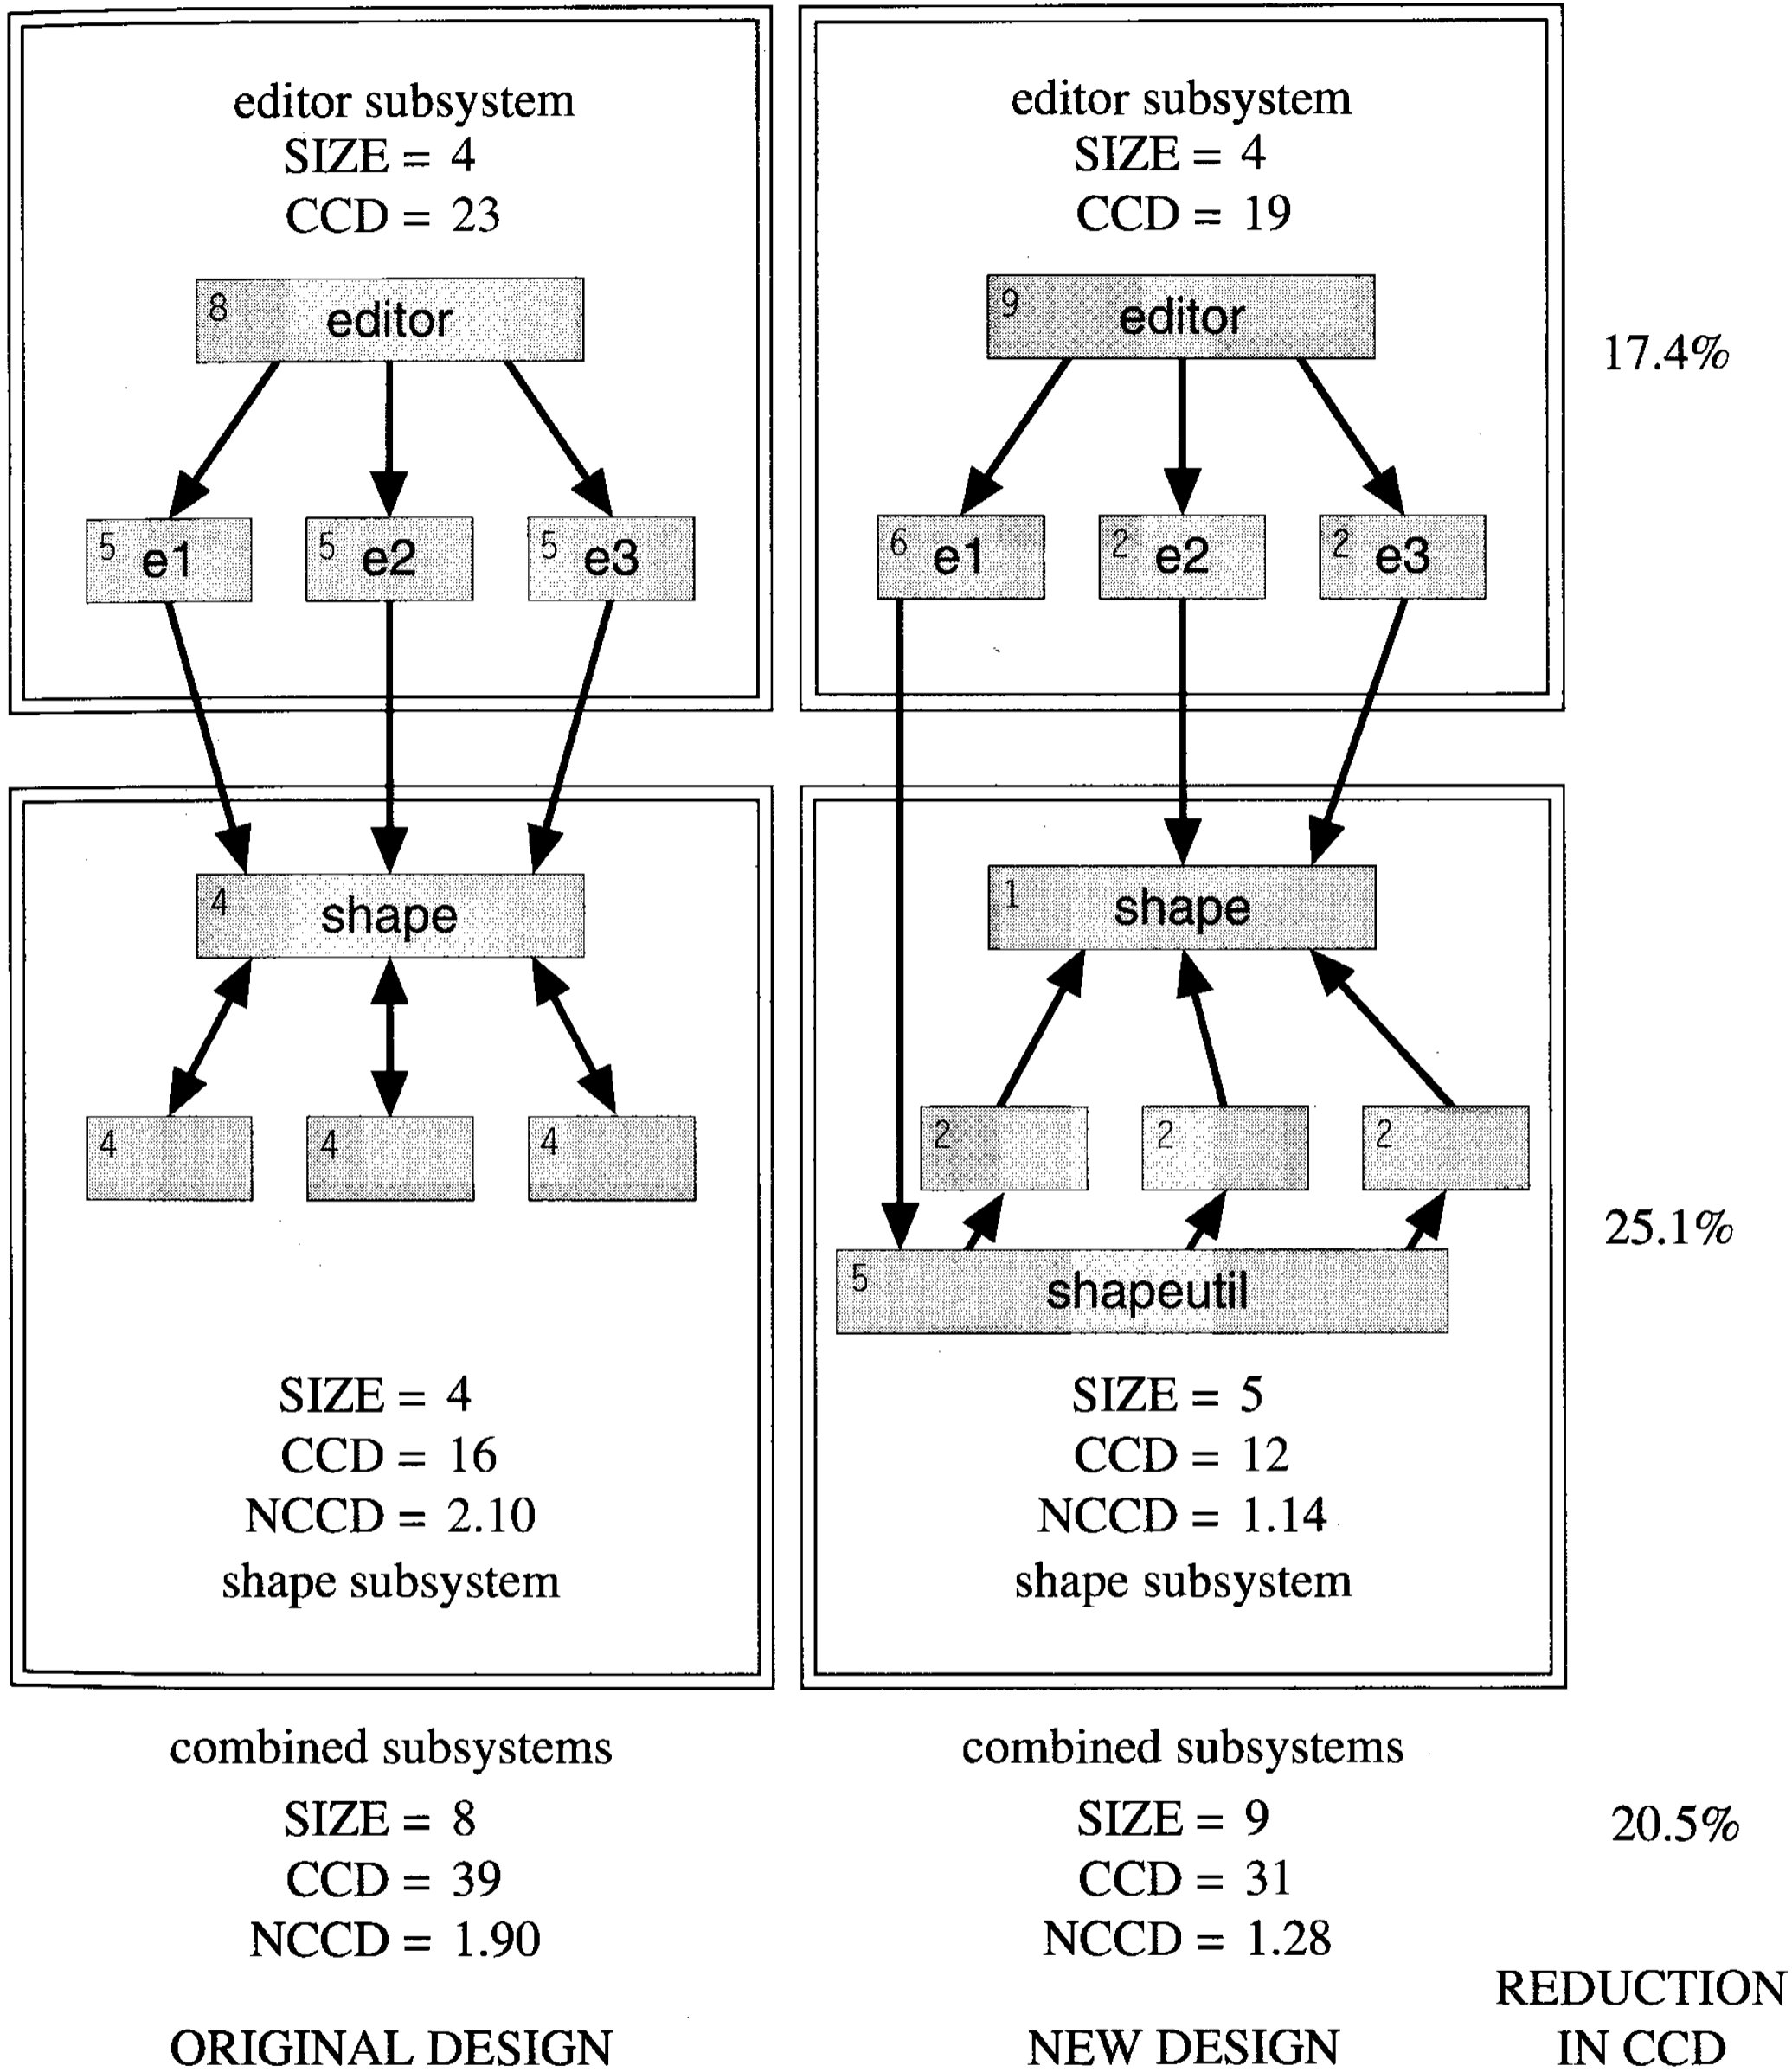 editor subsystem
SIZE = 4
CCD = 23
8 editor
5 e1
5 e2
5 e3
4 shape
4
4
4
SIZE = 4
CCD = 16
NCCD = 2.10
shape subsystem
combined subsystems
SIZE = 8
CCD = 39
NCCD = 1.90
ORIGINAL DESIGN
editor subsystem
SIZE = 4
CCD = 19
9 editor
6 e1
2 e2
2 e3
1 shape
2
2
2
5 shapeutil
SIZE = 5
CCD = 12
NCCD = 1.14
shape subsystem
combined subsystems
SIZE = 9
CCD = 31
NCCD = 1.28
NEW DESIGN
17.4%
25.1%
20.5%
REDUCTION
IN CCD